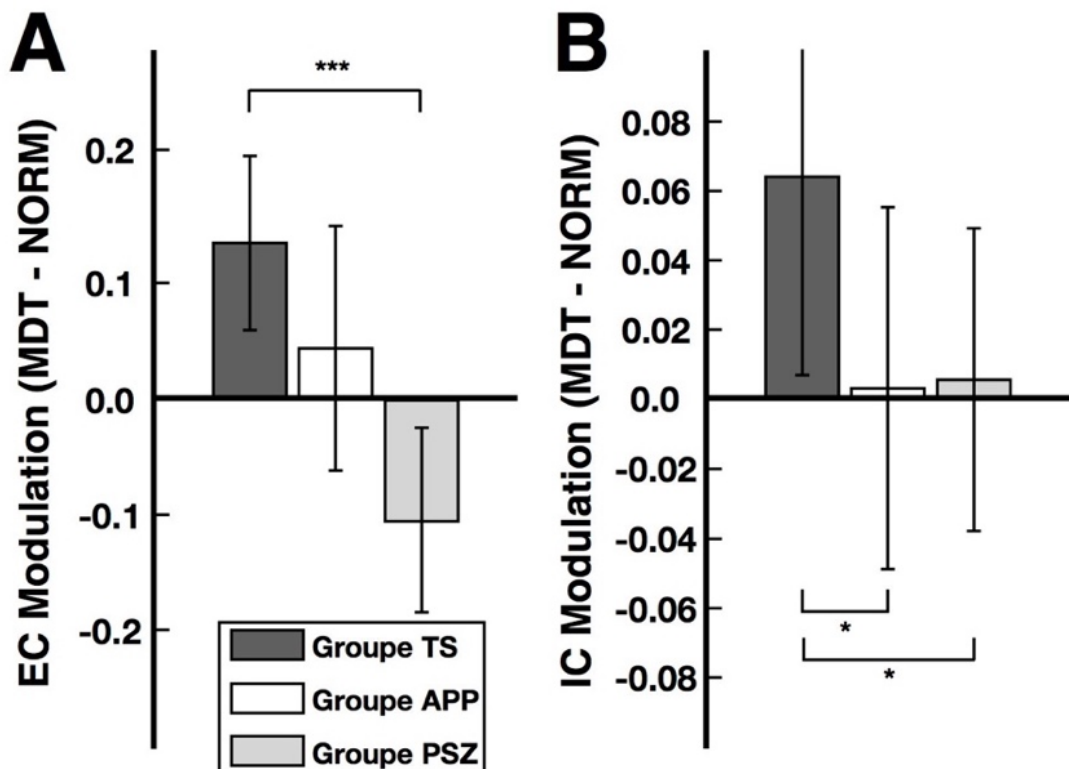 A
EC Modulation (MDT - NORM)
***
0.2
0.1
0.0
-0.1
-0.2
Groupe TS
Groupe APP
Groupe PSZ
B
IC Modulation (MDT - NORM)
0.08
0.06
0.04
0.02
0.0
-0.02
-0.04
-0.06
-0.08
*
*